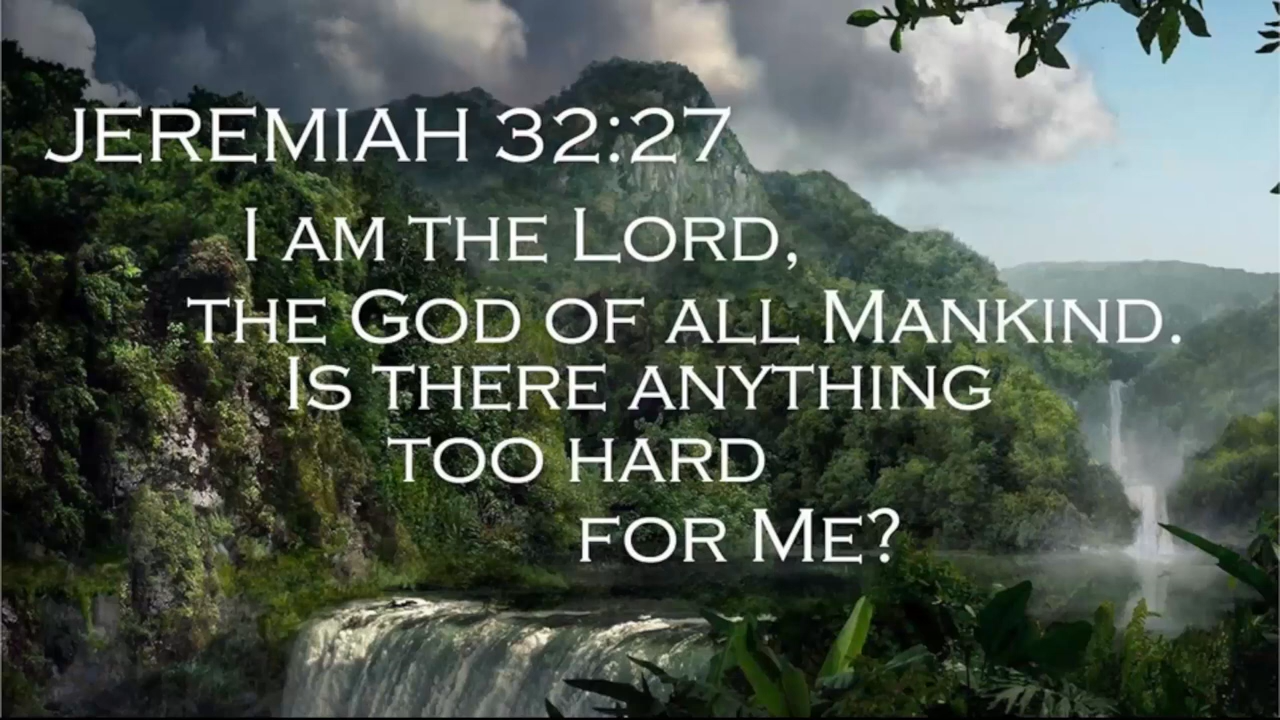 JEREMIAH 32:27
I AM THE LORD,
THE GOD OF ALL MANKIND.
IS THERE ANYTHING
TOO HARD
FOR ME?